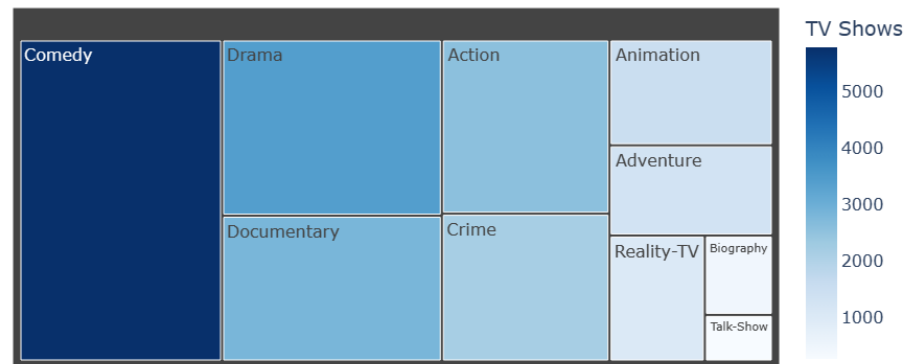 TV Shows
Comedy
Drama
Action
Animation
5000
4000
Adventure
3000
Documentary
Crime
Reality-TV
Biography
2000
1000
Talk-Show